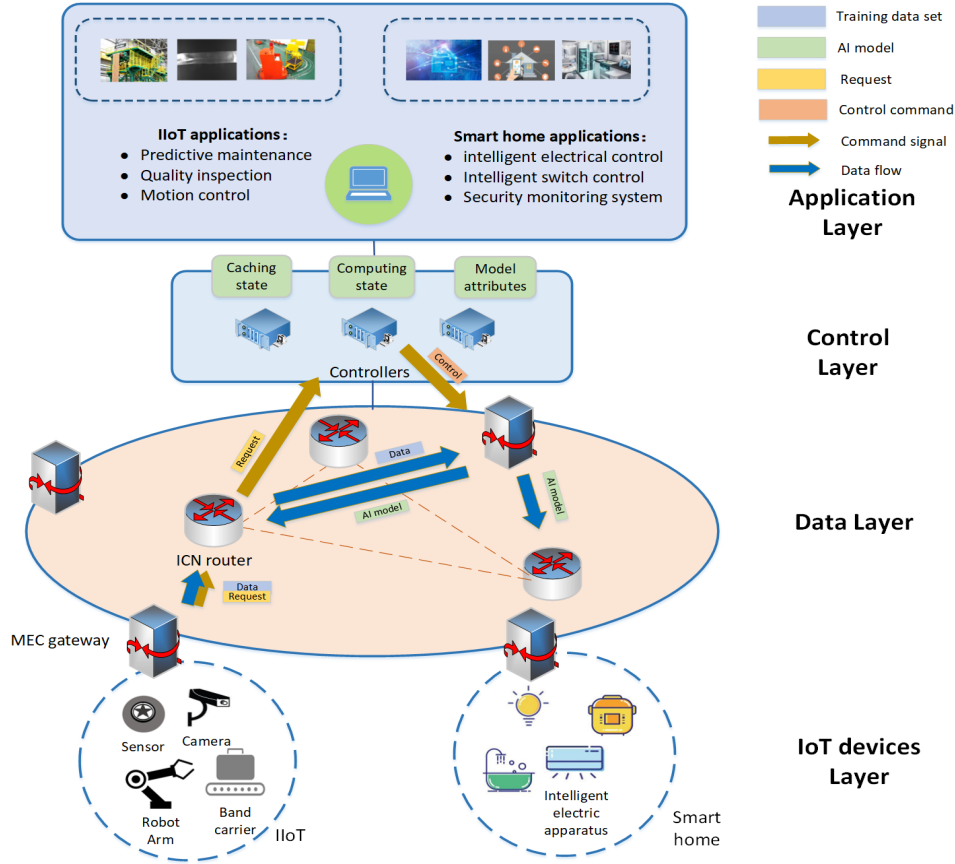 Training data set
AI model
Request
Control command
Command signal
Data flow
IIoT applications：
● Predictive maintenance
● Quality inspection
● Motion control
Smart home applications：
● intelligent electrical control
● Intelligent switch control
● Security monitoring system
Application
Layer
Caching
state
Computing
state
Model
attributes
Controllers
Control
Control
Layer
Request
Data
AI model
AI model
ICN router
Data
Request
Data Layer
MEC gateway
Sensor
Camera
Robot
Arm
Band
carrier
IIoT
Intelligent
electric
apparatus
Smart
home
IoT devices
Layer